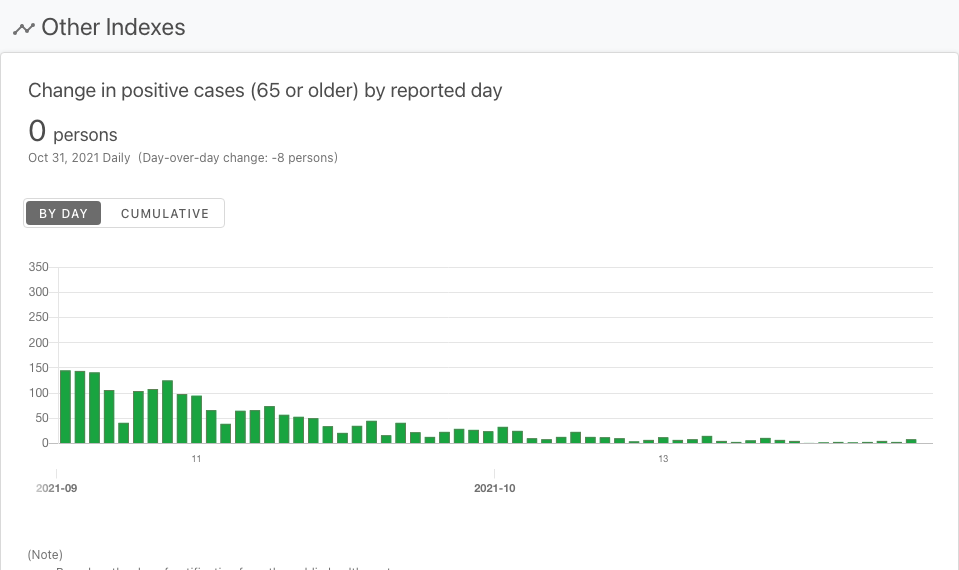 Other Indexes
Change in positive cases (65 or older) by reported day
0 persons
Oct 31, 2021 Daily (Day-over-day change: -8 persons)
BY DAY CUMULATIVE
350
300
250
200
150
100
50
0
11 13
2021-09 2021-10
(Note)